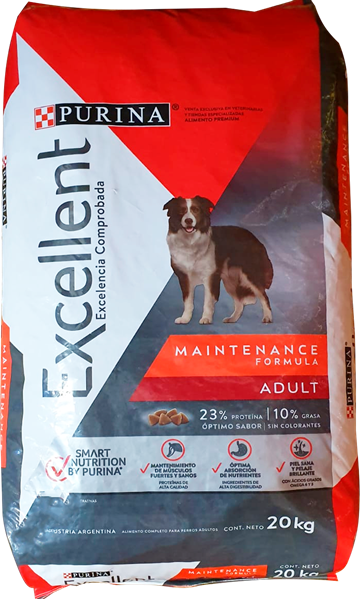 PURINA®
VENTA EXCLUSIVA EN VETERINARIAS
Y TIENDAS ESPECIALIZADAS
ALIMENTO PREMIUM
Excellent
Excelencia Comprobada
MAINTENANCE
MAINTENANCE
FORMULA
ADULT
23% PROTEÍNA | 10% GRASA
ÓPTIMO SABOR | SIN COLORANTES
SMART
NUTRITION
BY PURINA®
MANTENIMIENTO
DE MÚSCULOS
FUERTES Y SANOS
PROTEÍNAS DE
ALTA CALIDAD
ÓPTIMA
ABSORCIÓN DE
NUTRIENTES
INGREDIENTES DE
ALTA DIGESTIBILIDAD
PIEL SANA
Y PELAJE
BRILLANTE
CON ÁCIDOS GRASOS
OMEGA 6 Y 3
INDUSTRIA ARGENTINA
ALIMENTO COMPLETO PARA PERROS ADULTOS
CONT. NETO 20kg
PURINA
Excellent
MAINTENANCE
FORMULA
CONT. NETO 20 kg